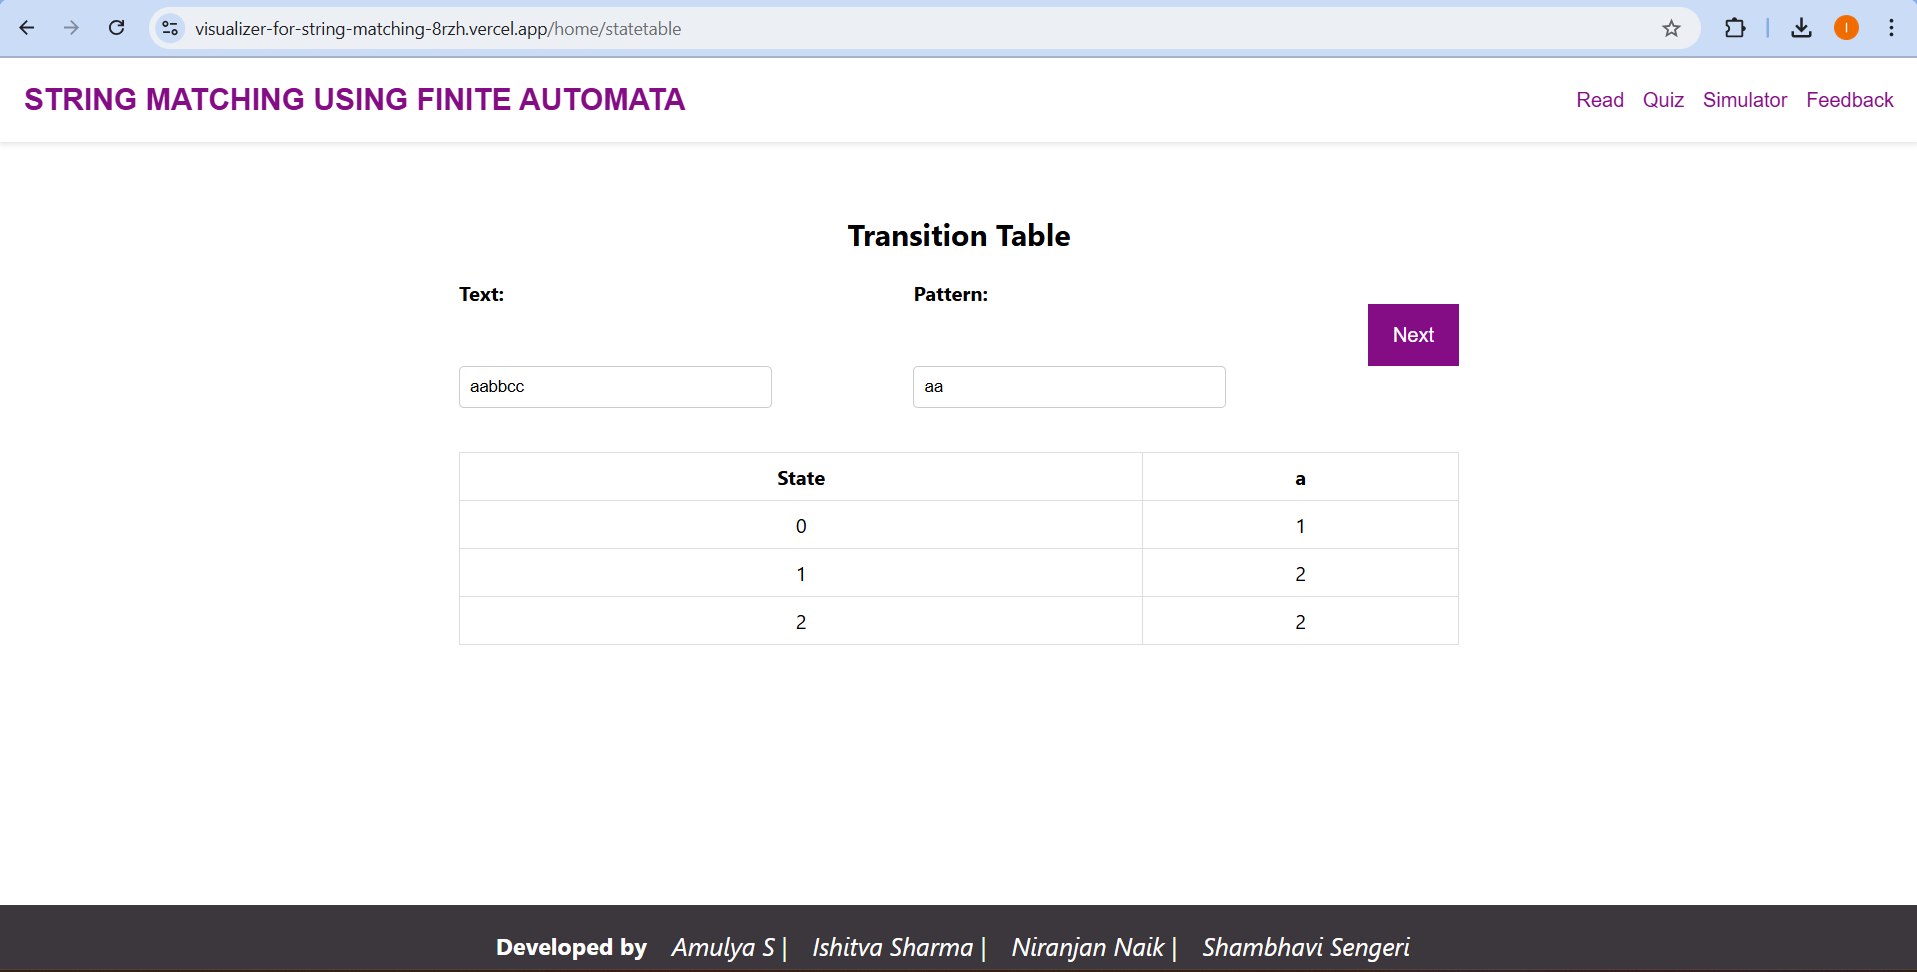 visualizer-for-string-matching-8rzh.vercel.app/home/statetable
I
STRING MATCHING USING FINITE AUTOMATA
Read Quiz Simulator Feedback
Transition Table
Text: Pattern:
Next
aabbcc aa
State a
0 1
1 2
2 2
Developed by Amulya S | Ishitva Sharma | Niranjan Naik | Shambhavi Sengeri